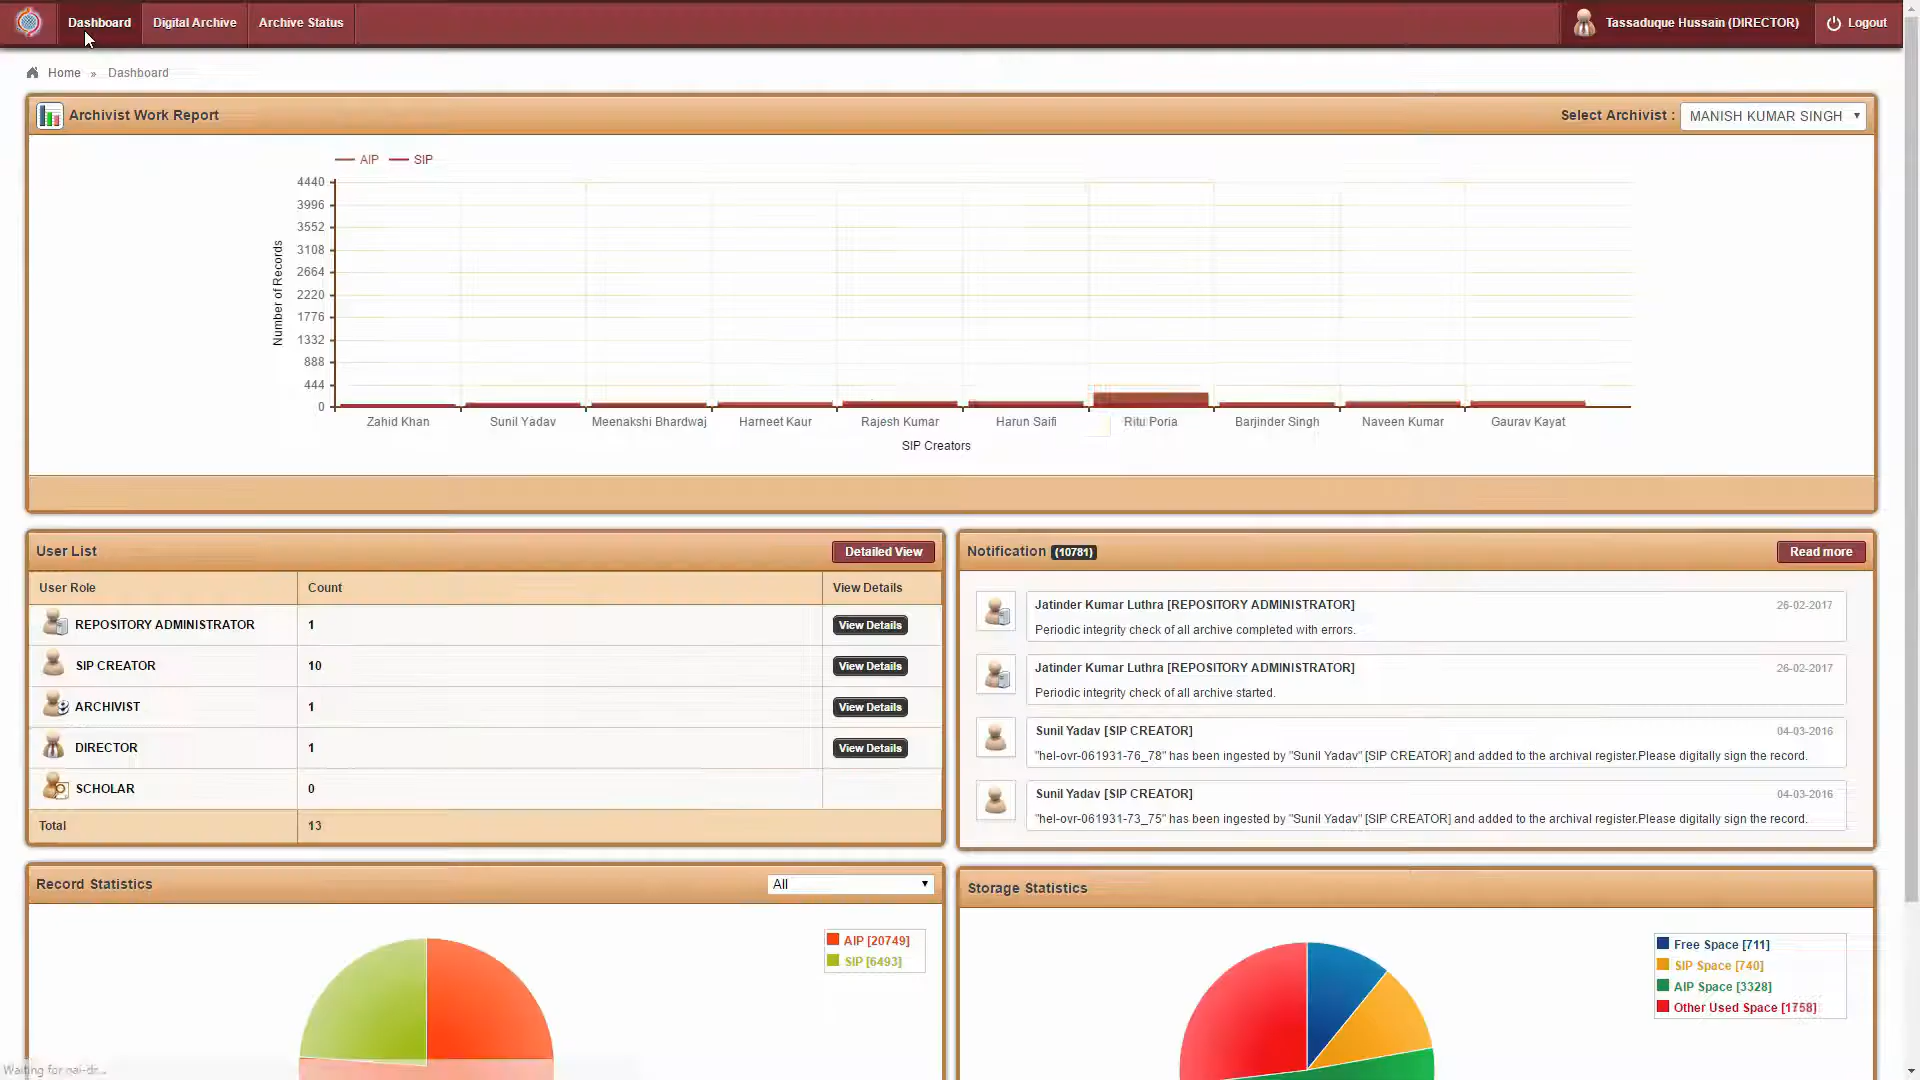 Dashboard
Digital Archive
Archive Status
Tassaduque Hussain (DIRECTOR)
Logout
Home » Dashboard
Archivist Work Report
Select Archivist :
MANISH KUMAR SINGH
AIP
SIP
4440
3996
3552
3108
2664
2220
1776
1332
888
444
0
Number of Records
Zahid Khan
Sunil Yadav
Meenakshi Bhardwaj
Harneet Kaur
Rajesh Kumar
Harun Saifi
Ritu Poria
Barjinder Singh
Naveen Kumar
Gaurav Kayat
SIP Creators
User List
Detailed View
User Role
Count
View Details
REPOSITORY ADMINISTRATOR
1
View Details
SIP CREATOR
10
View Details
ARCHIVIST
1
View Details
DIRECTOR
1
View Details
SCHOLAR
0
Total
13
Notification (10781)
Read more
Jatinder Kumar Luthra [REPOSITORY ADMINISTRATOR]
26-02-2017
Periodic integrity check of all archive completed with errors.
Jatinder Kumar Luthra [REPOSITORY ADMINISTRATOR]
26-02-2017
Periodic integrity check of all archive started.
Sunil Yadav [SIP CREATOR]
04-03-2016
"hel-ovr-061931-76_78" has been ingested by "Sunil Yadav" [SIP CREATOR] and added to the archival register.Please digitally sign the record.
Sunil Yadav [SIP CREATOR]
04-03-2016
"hel-ovr-061931-73_75" has been ingested by "Sunil Yadav" [SIP CREATOR] and added to the archival register.Please digitally sign the record.
Record Statistics
All
AIP [20749]
SIP [6493]
Storage Statistics
Free Space [711]
SIP Space [740]
AIP Space [3328]
Other Used Space [1758]
Waiting for